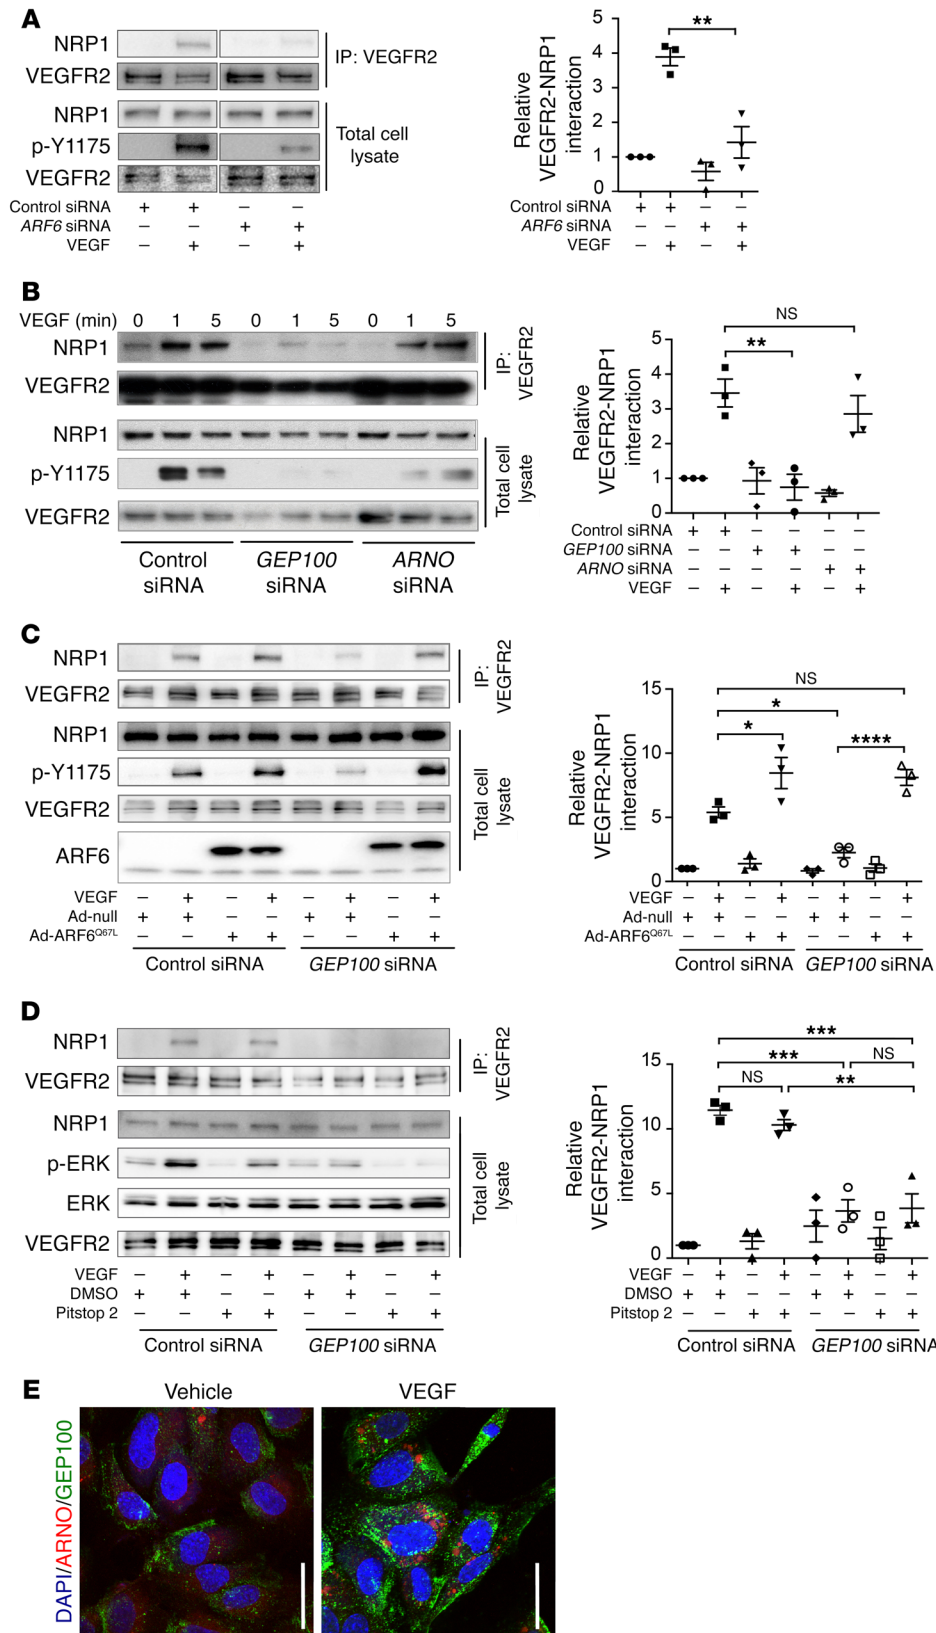 A
NRP1
VEGFR2
IP: VEGFR2
NRP1
p-Y1175
VEGFR2
Total cell
lysate
Control siRNA + + – –
ARF6 siRNA – – + +
VEGF – + – +
Relative
VEGFR2-NRP1
interaction
5
4
3
2
1
0
**
Control siRNA + + – –
ARF6 siRNA – – + +
VEGF – + – +
B
VEGF (min) 0 1 5 0 1 5 0 1 5
NRP1
VEGFR2
IP:
VEGFR2
NRP1
p-Y1175
VEGFR2
Total cell
lysate
Control
siRNA
GEP100
siRNA
ARNO
siRNA
Relative
VEGFR2-NRP1
interaction
5
4
3
2
1
0
NS
**
Control siRNA + + – – – –
GEP100 siRNA – – + + – –
ARNO siRNA – – – – + +
VEGF – + – + – +
C
NRP1
VEGFR2
IP:
VEGFR2
NRP1
p-Y1175
VEGFR2
ARF6
Total cell
lysate
VEGF – + – + – + – +
Ad-null + + – – + + – –
Ad-ARF6Q67L – – + + – – + +
Control siRNA
GEP100 siRNA
Relative
VEGFR2-NRP1
interaction
15
10
5
0
NS
*
*
****
VEGF – + – + – + – +
Ad-null + + – – + + – –
Ad-ARF6Q67L – – + + – – + +
Control siRNA
GEP100 siRNA
D
NRP1
VEGFR2
IP:
VEGFR2
NRP1
p-ERK
ERK
VEGFR2
Total cell
lysate
VEGF – + – + – + – +
DMSO + + – – + + – –
Pitstop 2 – – + + – – + +
Control siRNA
GEP100 siRNA
Relative
VEGFR2-NRP1
interaction
15
10
5
0
***
***
NS
NS
**
VEGF – + – + – + – +
DMSO + + – – + + – –
Pitstop 2 – – + + – – + +
Control siRNA
GEP100 siRNA
E
Vehicle
VEGF
DAPI/ARNO/GEP100